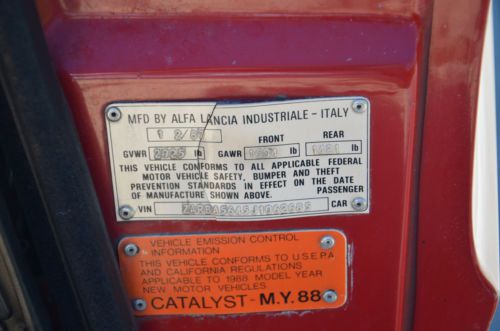 MFD BY ALFA LANCIA INDUSTRIALE - ITALY
FRONT REAR
GVWR lb GAWR lb lb
THIS VEHICLE CONFORMS TO ALL APPLICABLE FEDERAL
MOTOR VEHICLE SAFETY, BUMPER AND THEFT
PREVENTION STANDARDS IN EFFECT ON THE DATE
OF MANUFACTURE SHOWN ABOVE. PASSENGER
VIN CAR
VEHICLE EMISSION CONTROL
INFORMATION
THIS VEHICLE CONFORMS TO U.S.E.P.A
AND CALIFORNIA REGULATIONS
APPLICABLE TO 1988 MODEL YEAR
NEW MOTOR VEHICLES.
CATALYST - M.Y. 88